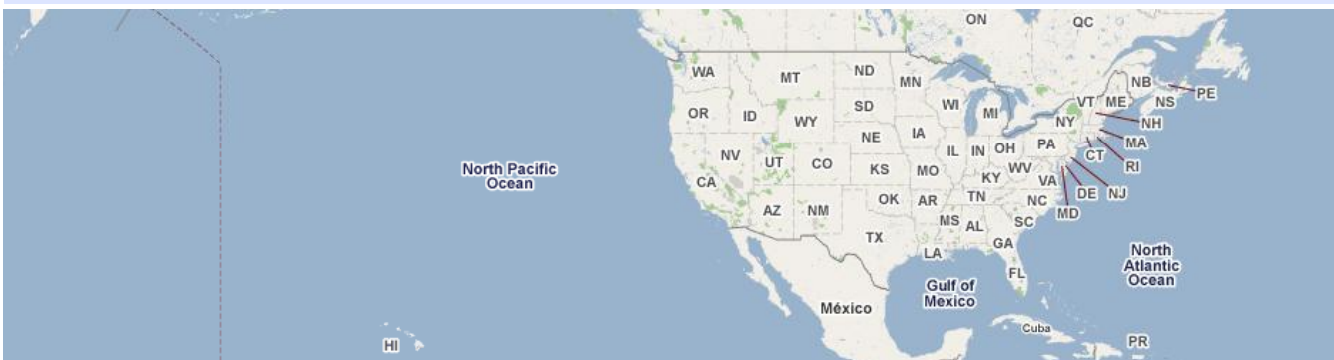 ON
QC
WA
MT
ND
MN
NB
PE
OR
ID
SD
WI
MI
VT
ME
NS
WY
NY
NH
NE
IA
MA
NV
UT
CO
IL
IN
OH
PA
CT
RI
North Pacific
Ocean
CA
KS
MO
KY
WV
VA
DE
NJ
AZ
NM
OK
AR
TN
NC
MD
TX
MS
AL
SC
LA
GA
North
Atlantic
Ocean
FL
Gulf of
Mexico
México
Cuba
HI
PR